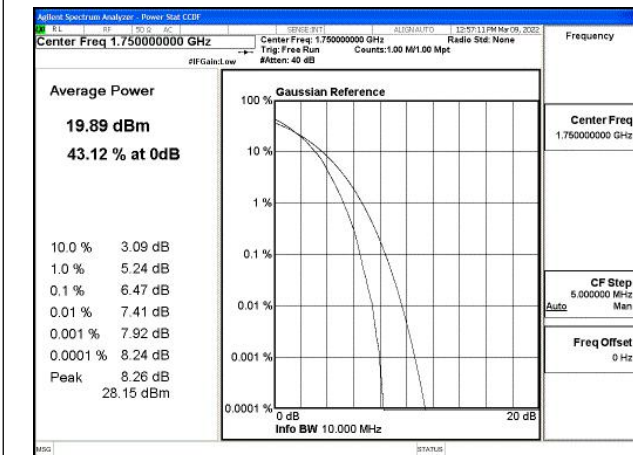 Agilent Spectrum Analyzer - Power Stat CCDF
RL RF 50 Ω AC SENSE:INT ALIGN AUTO 12:57:11 PM Mar 09, 2022
Center Freq 1.750000000 GHz
Center Freq: 1.750000000 GHz Radio Std: None
Trig: Free Run Counts:1.00 M/1.00 Mpt
#IFGain:Low #Atten: 40 dB
Frequency
Average Power
19.89 dBm
43.12 % at 0dB
10.0 % 3.09 dB
1.0 % 5.24 dB
0.1 % 6.47 dB
0.01 % 7.41 dB
0.001 % 7.92 dB
0.0001 % 8.24 dB
Peak 8.26 dB
28.15 dBm
Gaussian Reference
100 %
10 %
1 %
0.1 %
0.01 %
0.001 %
0.0001 %
0 dB 20 dB
Info BW 10.000 MHz
Center Freq
1.750000000 GHz
CF Step
5.000000 MHz
Auto Man
Freq Offset
0 Hz
MSG STATUS